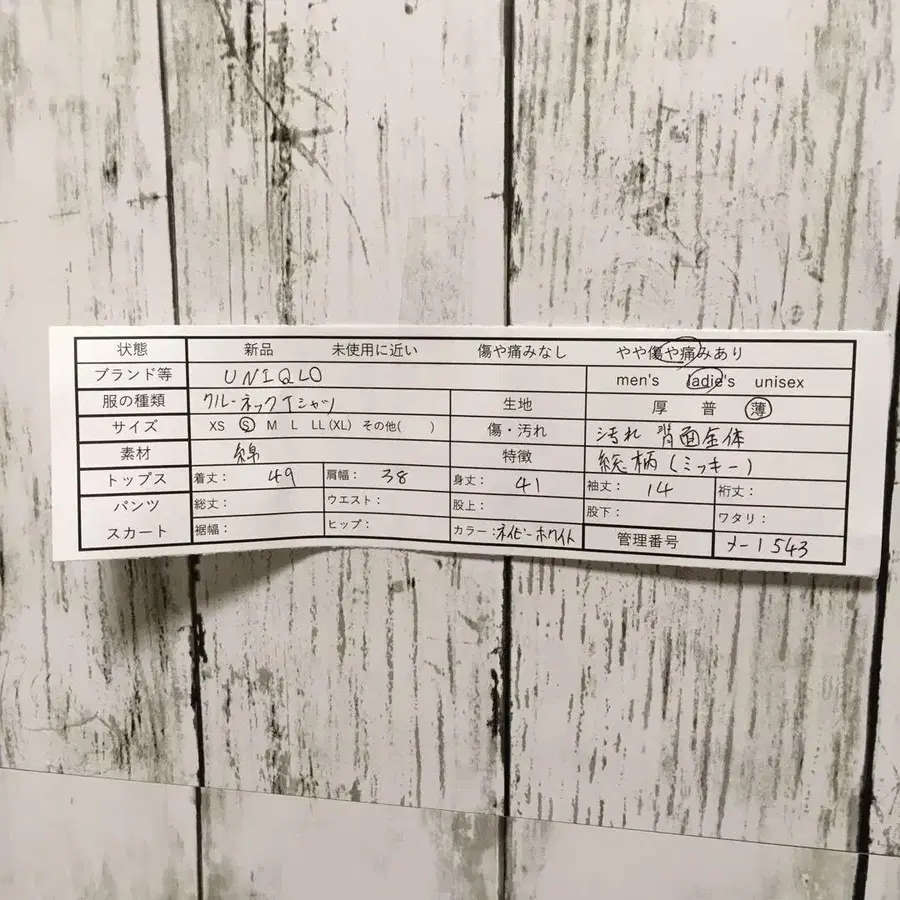 状態 新品 未使用に近い 傷や痛みなし やや傷や痛みあり
ブランド等 UNIQLO men's ladie's unisex
服の種類 クルーネックTシャツ 生地 厚 普 薄
サイズ XS S M L LL(XL) その他( ) 傷・汚れ 汚れ 背面全体
素材 綿 特徴 総柄(ミッキー)
トップス 着丈: 49 肩幅: 38 身丈: 41 袖丈: 14 裄丈:
パンツ 総丈: ウエスト: 股上: 股下: ワタリ:
スカート 裾幅: ヒップ: カラー:ネイビーホワイト 管理番号 メー1543